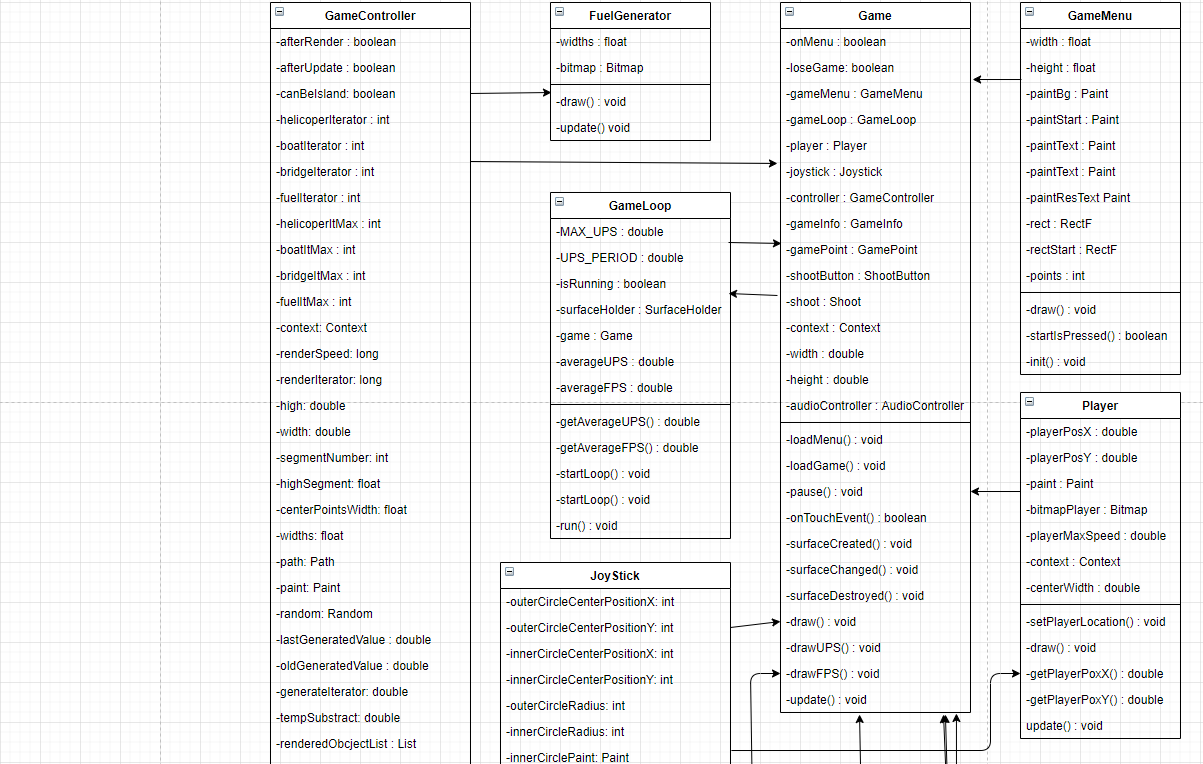 GameController
-afterRender : boolean
-afterUpdate : boolean
-canBeIsland: boolean
-helicoperIterator : int
-boatIterator : int
-bridgeIterator : int
-fuelIterator : int
-helicoperItMax : int
-boatItMax : int
-bridgeItMax : int
-fuelItMax : int
-context: Context
-renderSpeed: long
-renderIterator: long
-high: double
-width: double
-segmentNumber: int
-highSegment: float
-centerPointsWidth: float
-widths: float
-path: Path
-paint: Paint
-random: Random
-lastGeneratedValue : double
-oldGeneratedValue : double
-generateIterator: double
-tempSubstract: double
-renderedObcjectList : List
FuelGenerator
-widths : float
-bitmap : Bitmap
-draw() : void
-update() void
GameLoop
-MAX_UPS : double
-UPS_PERIOD : double
-isRunning : boolean
-surfaceHolder : SurfaceHolder
-game : Game
-averageUPS : double
-averageFPS : double
-getAverageUPS() : double
-getAverageFPS() : double
-startLoop() : void
-startLoop() : void
-run() : void
JoyStick
-outerCircleCenterPositionX: int
-outerCircleCenterPositionY: int
-innerCircleCenterPositionX: int
-innerCircleCenterPositionY: int
-outerCircleRadius: int
-innerCircleRadius: int
-innerCirclePaint: Paint
Game
-onMenu : boolean
-loseGame: boolean
-gameMenu : GameMenu
-gameLoop : GameLoop
-player : Player
-joystick : Joystick
-controller : GameController
-gameInfo : GameInfo
-gamePoint : GamePoint
-shootButton : ShootButton
-shoot : Shoot
-context : Context
-width : double
-height : double
-audioController : AudioController
-loadMenu() : void
-loadGame() : void
-pause() : void
-onTouchEvent() : boolean
-surfaceCreated() : void
-surfaceChanged() : void
-surfaceDestroyed() : void
-draw() : void
-drawUPS() : void
-drawFPS() : void
-update() : void
GameMenu
-width : float
-height : float
-paintBg : Paint
-paintStart : Paint
-paintText : Paint
-paintText : Paint
-paintResText Paint
-rect : RectF
-rectStart : RectF
-points : int
-draw() : void
-startIsPressed() : boolean
-init() : void
Player
-playerPosX : double
-playerPosY : double
-paint : Paint
-bitmapPlayer : Bitmap
-playerMaxSpeed : double
-context : Context
-centerWidth : double
-setPlayerLocation() : void
-draw() : void
-getPlayerPoxX() : double
-getPlayerPoxY() : double
update() : void